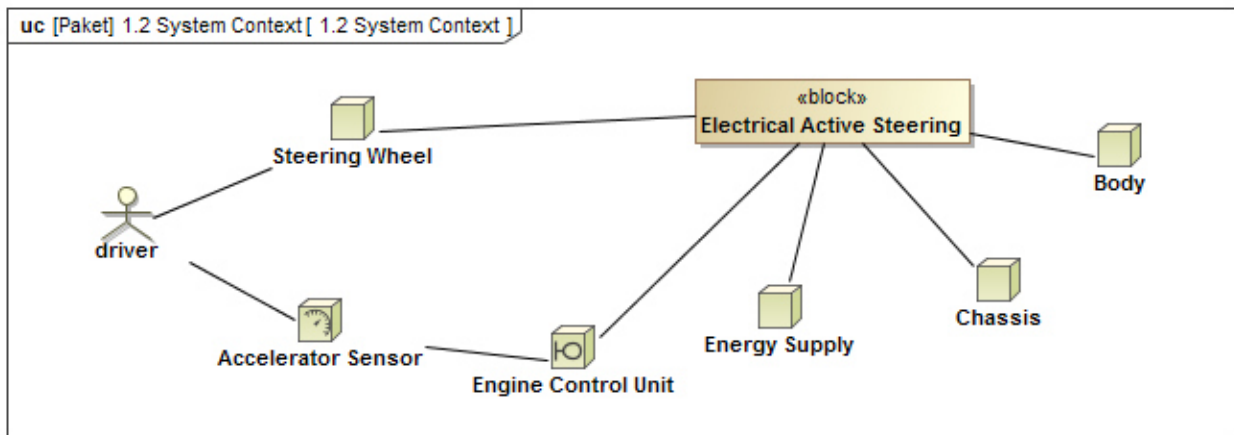 uc [Paket] 1.2 System Context [ 1.2 System Context ]
«block»
Electrical Active Steering
Steering Wheel
Body
driver
Chassis
Energy Supply
Accelerator Sensor
Engine Control Unit